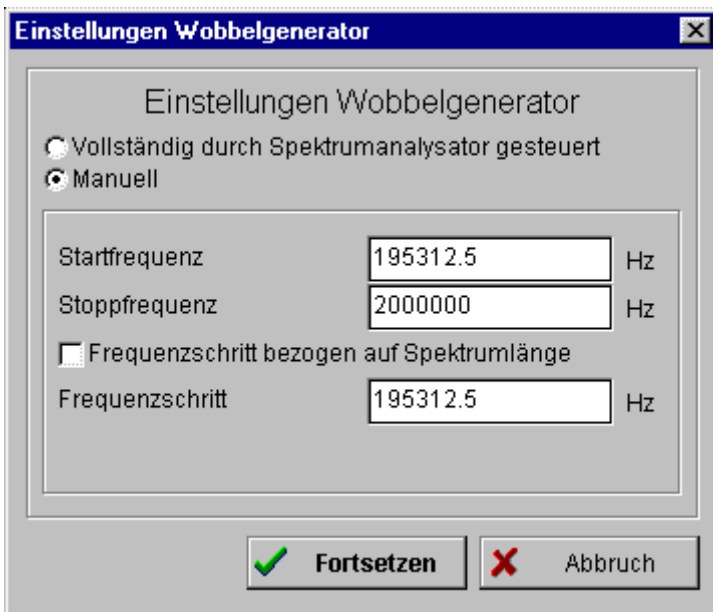 Einstellungen Wobbelgenerator
Einstellungen Wobbelgenerator
Vollständig durch Spektrumanalysator gesteuert
Manuell
Startfrequenz 195312.5 Hz
Stoppfrequenz 2000000 Hz
Frequenzschritt bezogen auf Spektrumlänge
Frequenzschritt 195312.5 Hz
Fortsetzen Abbruch